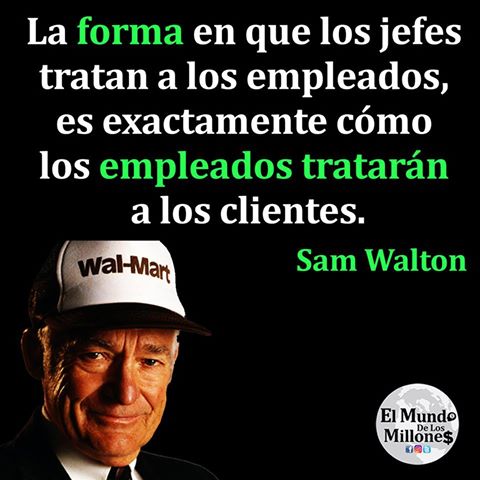 La forma en que los jefes
tratan a los empleados,
es exactamente cómo
los empleados tratarán
a los clientes.
Sam Walton
Wal-Mart
El Mundo
De Los
Millone$